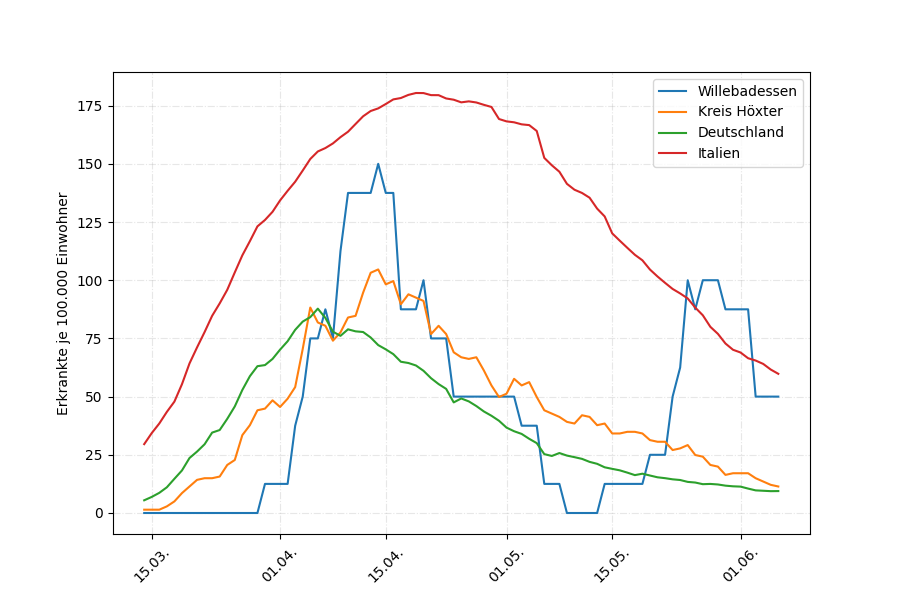 Willebadessen
Kreis Höxter
Deutschland
Italien
Erkrankte je 100.000 Einwohner
175
150
125
100
75
50
25
0
15.03.
01.04.
15.04.
01.05.
15.05.
01.06.